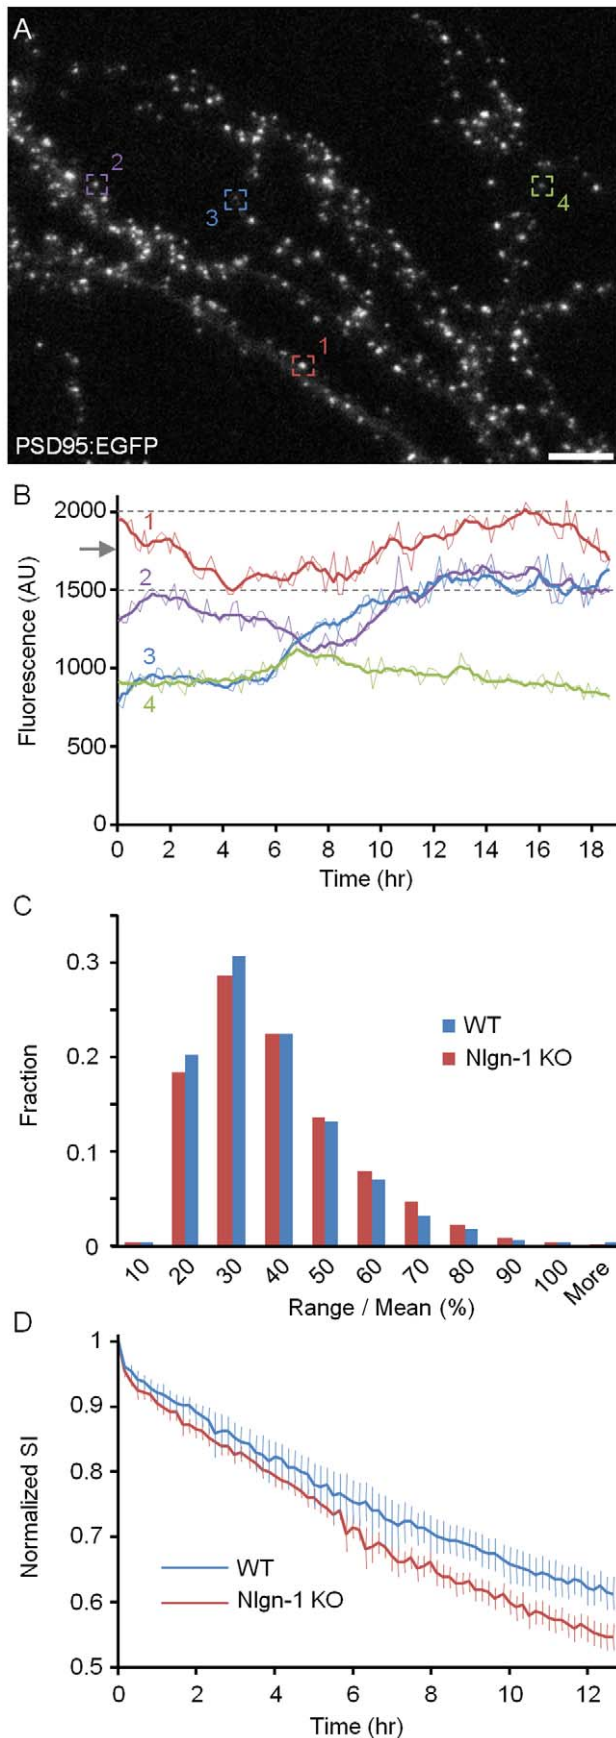 A
2
3
4
1
PSD95:EGFP
B
2000
1500
1000
500
0
Fluorescence (AU)
1
2
3
4
0 2 4 6 8 10 12 14 16 18
Time (hr)
C
0.3
0.2
0.1
0
Fraction
WT
Nlgn-1 KO
10 20 30 40 50 60 70 80 90 100 More
Range / Mean (%)
D
1
0.9
0.8
0.7
0.6
0.5
Normalized SI
WT
Nlgn-1 KO
0 2 4 6 8 10 12
Time (hr)